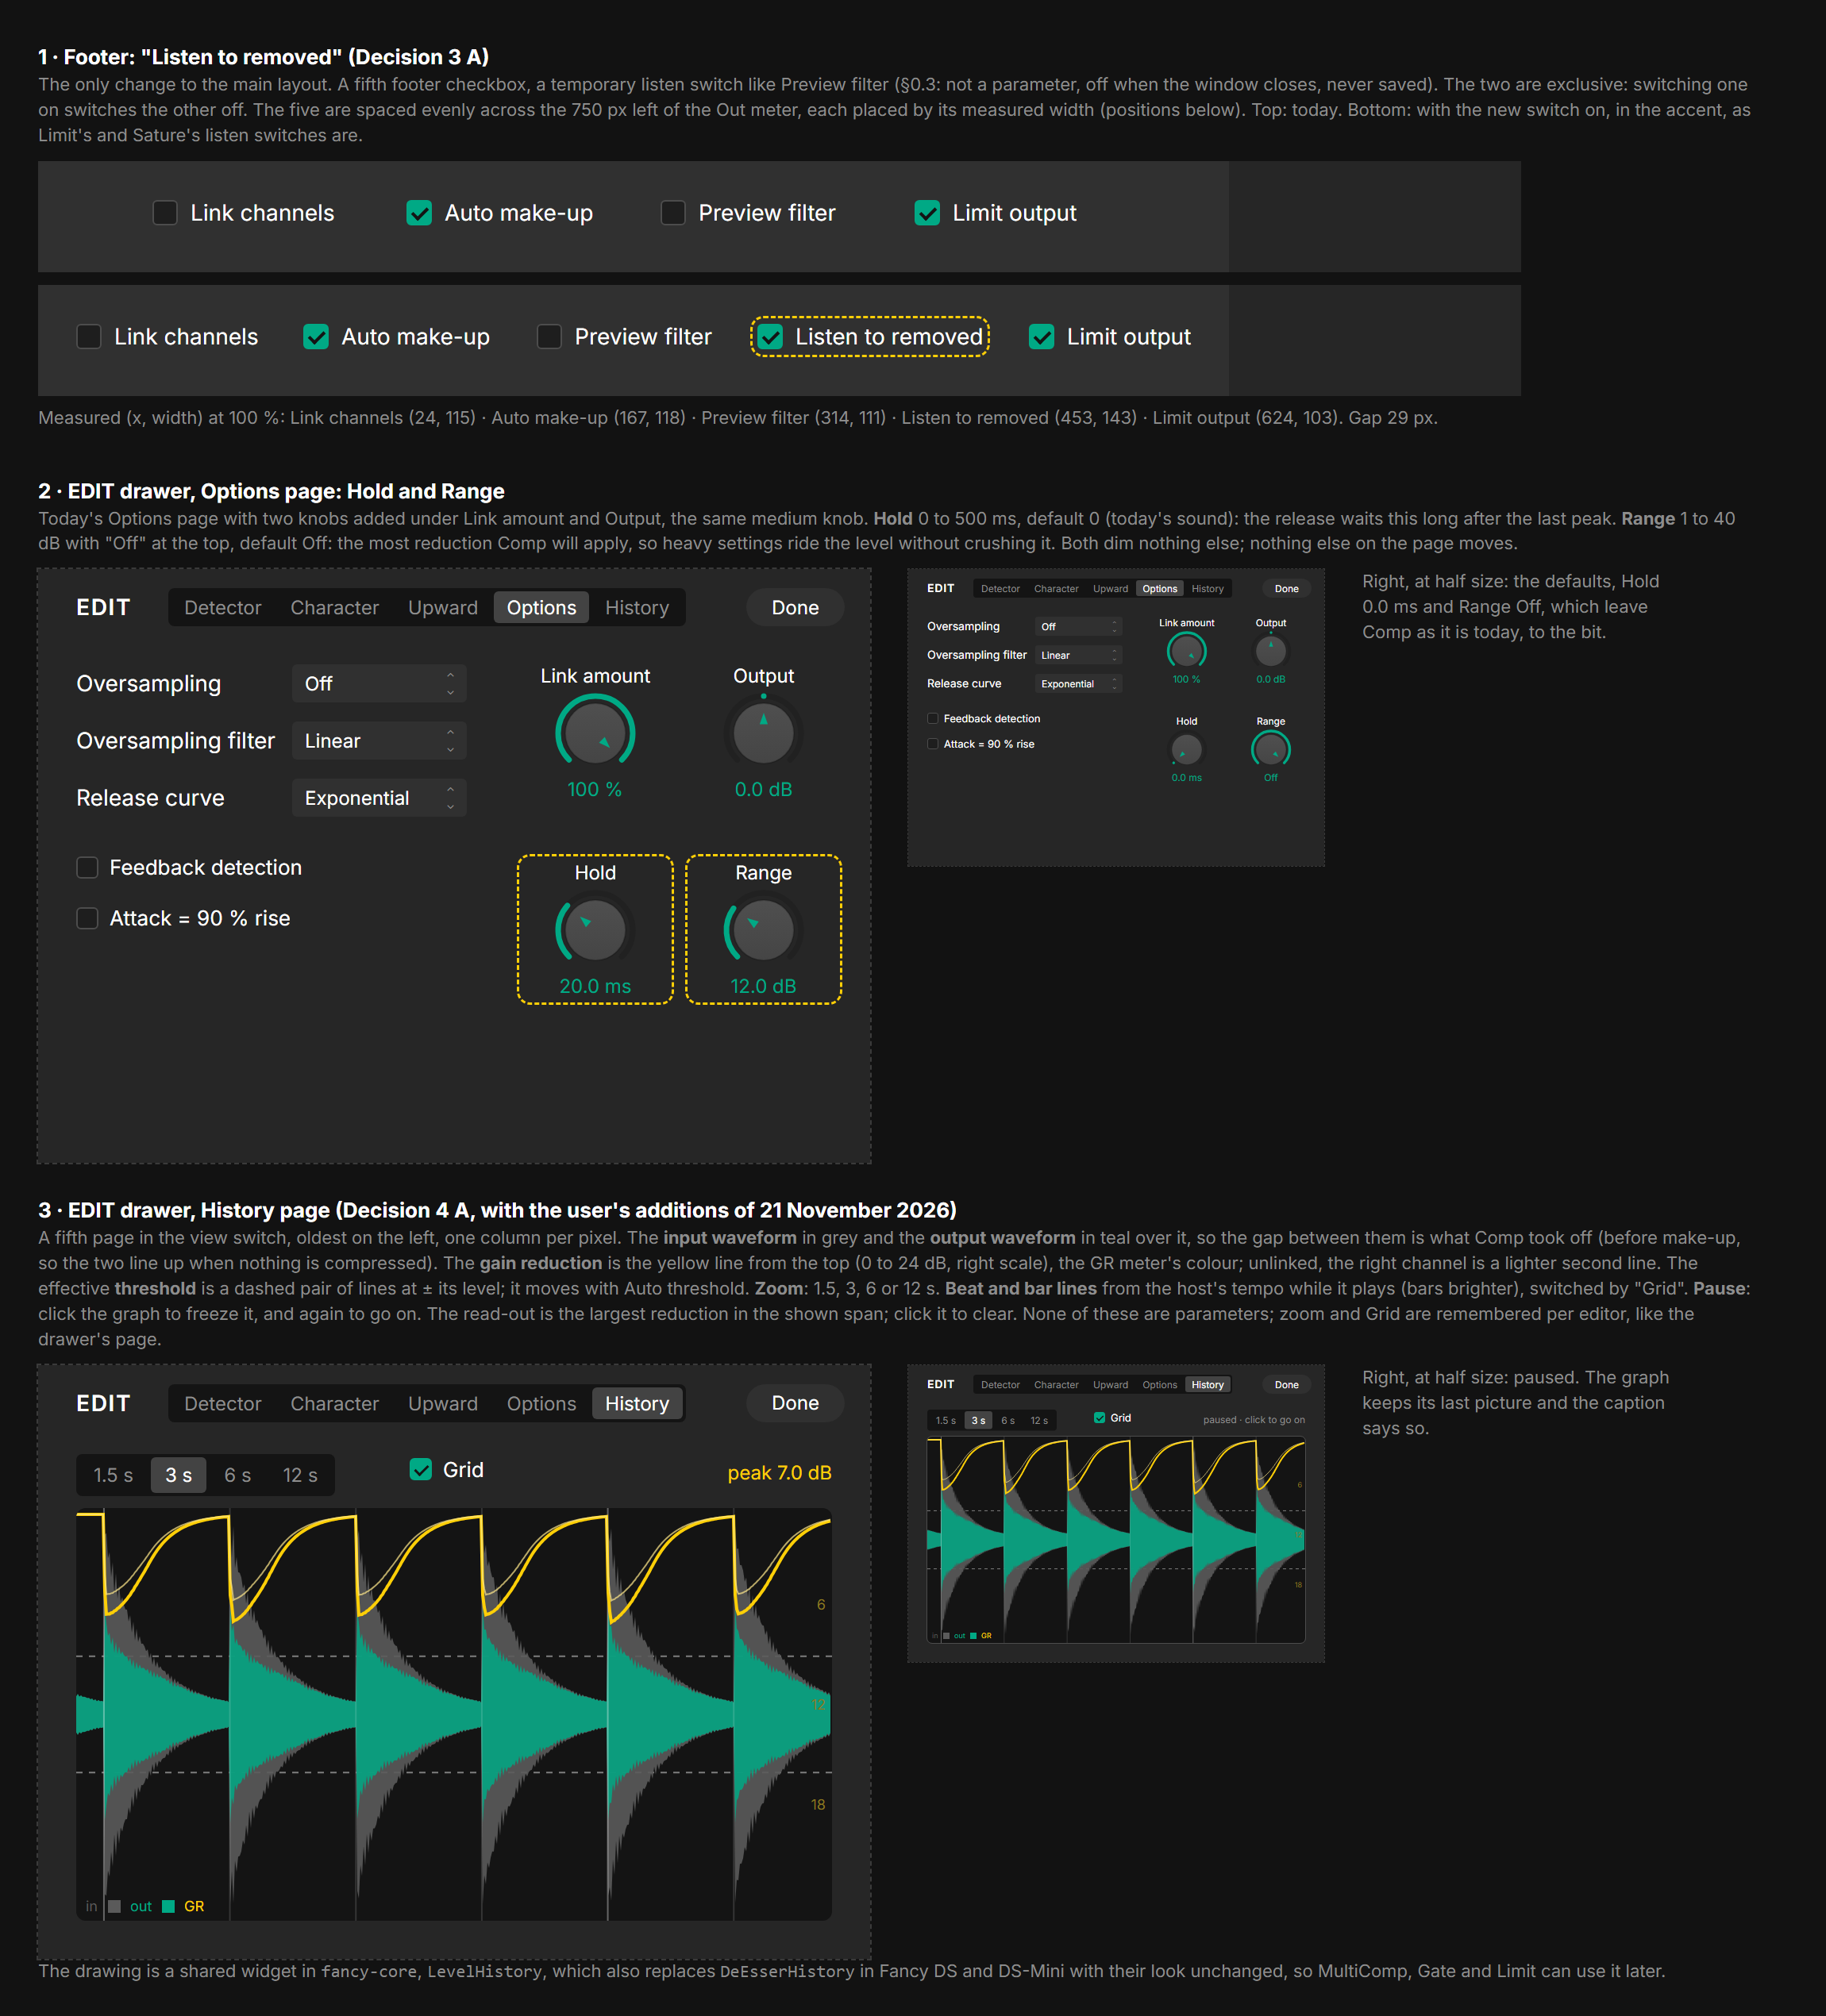 1 · Footer: "Listen to removed" (Decision 3 A)
The only change to the main layout. A fifth footer checkbox, a temporary listen switch like Preview filter (§0.3: not a parameter, off when the window closes, never saved). The two are exclusive: switching one
on switches the other off. The five are spaced evenly across the 750 px left of the Out meter, each placed by its measured width (positions below). Top: today. Bottom: with the new switch on, in the accent, as
Limit's and Sature's listen switches are.
Link channels Auto make-up Preview filter Limit output
Link channels Auto make-up Preview filter Listen to removed Limit output
Measured (x, width) at 100 %: Link channels (24, 115) · Auto make-up (167, 118) · Preview filter (314, 111) · Listen to removed (453, 143) · Limit output (624, 103). Gap 29 px.
2 · EDIT drawer, Options page: Hold and Range
Today's Options page with two knobs added under Link amount and Output, the same medium knob. Hold 0 to 500 ms, default 0 (today's sound): the release waits this long after the last peak. Range 1 to 40
dB with "Off" at the top, default Off: the most reduction Comp will apply, so heavy settings ride the level without crushing it. Both dim nothing else; nothing else on the page moves.
EDIT Detector Character Upward Options History Done
Oversampling Off
Oversampling filter Linear
Release curve Exponential
Feedback detection
Attack = 90 % rise
Link amount Output
100 % 0.0 dB
Hold Range
20.0 ms 12.0 dB
EDIT Detector Character Upward Options History Done
Oversampling Off
Oversampling filter Linear
Release curve Exponential
Feedback detection
Attack = 90 % rise
Link amount Output
100 % 0.0 dB
Hold Range
0.0 ms Off
Right, at half size: the defaults, Hold
0.0 ms and Range Off, which leave
Comp as it is today, to the bit.
3 · EDIT drawer, History page (Decision 4 A, with the user's additions of 21 November 2026)
A fifth page in the view switch, oldest on the left, one column per pixel. The input waveform in grey and the output waveform in teal over it, so the gap between them is what Comp took off (before make-up,
so the two line up when nothing is compressed). The gain reduction is the yellow line from the top (0 to 24 dB, right scale), the GR meter's colour; unlinked, the right channel is a lighter second line. The
effective threshold is a dashed pair of lines at ± its level; it moves with Auto threshold. Zoom: 1.5, 3, 6 or 12 s. Beat and bar lines from the host's tempo while it plays (bars brighter), switched by "Grid". Pause:
click the graph to freeze it, and again to go on. The read-out is the largest reduction in the shown span; click it to clear. None of these are parameters; zoom and Grid are remembered per editor, like the
drawer's page.
EDIT Detector Character Upward Options History Done
1.5 s 3 s 6 s 12 s Grid peak 7.0 dB
6
12
18
in out GR
EDIT Detector Character Upward Options History Done
1.5 s 3 s 6 s 12 s Grid paused · click to go on
6
18
in out GR
Right, at half size: paused. The graph
keeps its last picture and the caption
says so.
The drawing is a shared widget in fancy-core, LevelHistory, which also replaces DeEsserHistory in Fancy DS and DS-Mini with their look unchanged, so MultiComp, Gate and Limit can use it later.